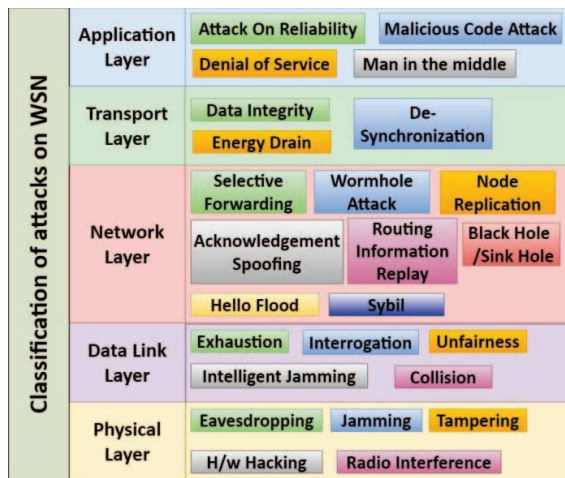 Classification of attacks on WSN
Application
Layer
Attack On Reliability
Malicious Code Attack
Denial of Service
Man in the middle
Transport
Layer
Data Integrity
De-
Synchronization
Energy Drain
Network
Layer
Selective
Forwarding
Wormhole
Attack
Node
Replication
Acknowledgement
Spoofing
Routing
Information
Replay
Black Hole
/Sink Hole
Hello Flood
Sybil
Data Link
Layer
Exhaustion
Interrogation
Unfairness
Intelligent Jamming
Collision
Physical
Layer
Eavesdropping
Jamming
Tampering
H/w Hacking
Radio Interference